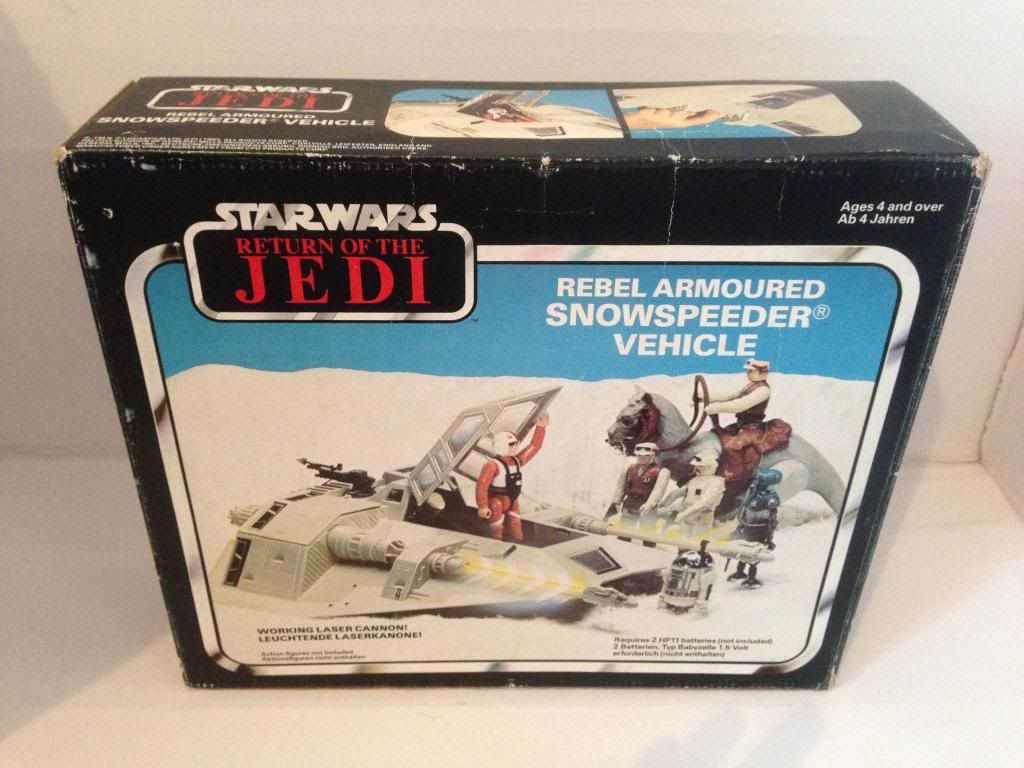 STAR WARS
RETURN OF THE
JEDI
REBEL ARMOURED
SNOWSPEEDER® VEHICLE
STAR WARS
RETURN OF THE
JEDI
™
Ages 4 and over
Ab 4 Jahren
REBEL ARMOURED
SNOWSPEEDER®
VEHICLE
WORKING LASER CANNON!
LEUCHTENDE LASERKANONE!
Action figures not included
Aktionsfiguren nicht enthalten
Requires 2 HP11 batteries (not included)
2 Batterien, Typ Babyzelle 1.5 Volt
erforderlich (nicht enthalten)